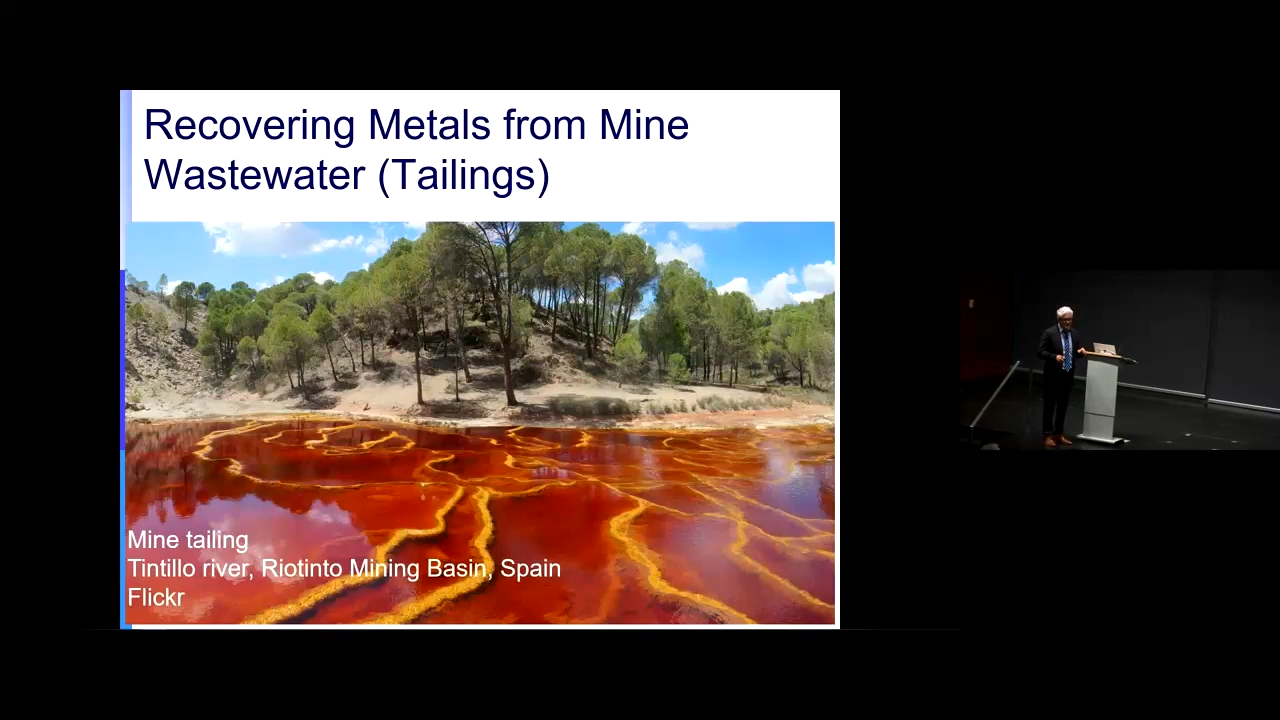 Recovering Metals from Mine
Wastewater (Tailings)
Mine tailing
Tintillo river, Riotinto Mining Basin, Spain
Flickr